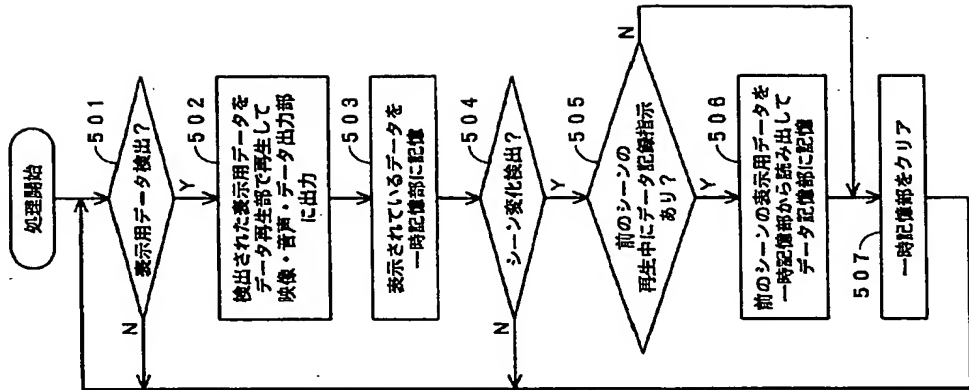 処理開始
501
表示用データ検出?
N
Y
502
検出された表示用データを
データ再生部で再生して
映像・音声・データ出力部
に出力
503
表示されているデータを
一時記憶部に記憶
504
シーン変化検出?
N
Y
505
前のシーンの
再生中にデータ記録指示
あり?
N
Y
506
前のシーンの表示用データを
一時記憶部から読み出して
データ記憶部に記憶
507
一時記憶部をクリア